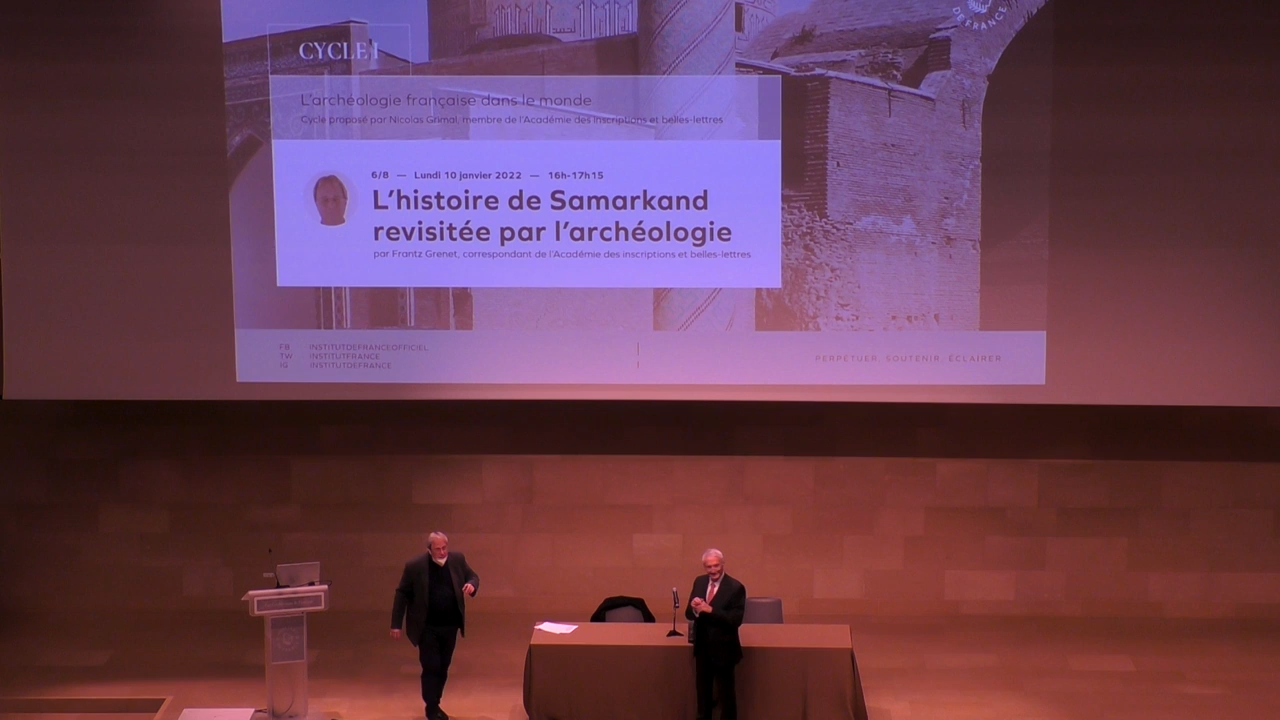 DE FRANCE
CYCLE I
L'archéologie française dans le monde
Cycle proposé par Nicolas Grimal, membre de l'Académie des inscriptions et belles-lettres
6/8 — Lundi 10 janvier 2022 — 16h-17h15
L'histoire de Samarkand
revisitée par l'archéologie
par Frantz Grenet, correspondant de l'Académie des inscriptions et belles-lettres
FB INSTITUTDEFRANCEOFFICIEL
TW INSTITUTFRANCE
IG INSTITUTDEFRANCE
PERPÉTUER, SOUTENIR, ÉCLAIRER